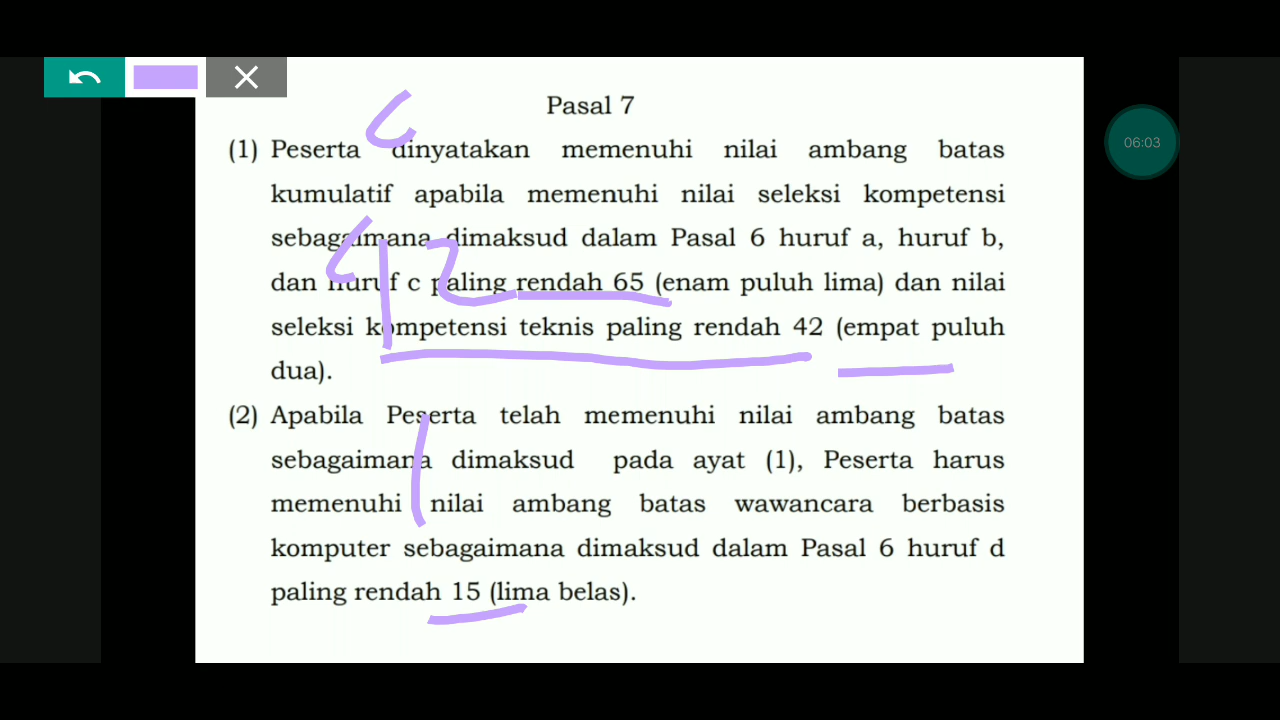 Pasal 7
06:03
(1) Peserta dinyatakan memenuhi nilai ambang batas
kumulatif apabila memenuhi nilai seleksi kompetensi
sebagaimana dimaksud dalam Pasal 6 huruf a, huruf b,
dan huruf c paling rendah 65 (enam puluh lima) dan nilai
seleksi kompetensi teknis paling rendah 42 (empat puluh
dua).
(2) Apabila Peserta telah memenuhi nilai ambang batas
sebagaimana dimaksud pada ayat (1), Peserta harus
memenuhi nilai ambang batas wawancara berbasis
komputer sebagaimana dimaksud dalam Pasal 6 huruf d
paling rendah 15 (lima belas).
42